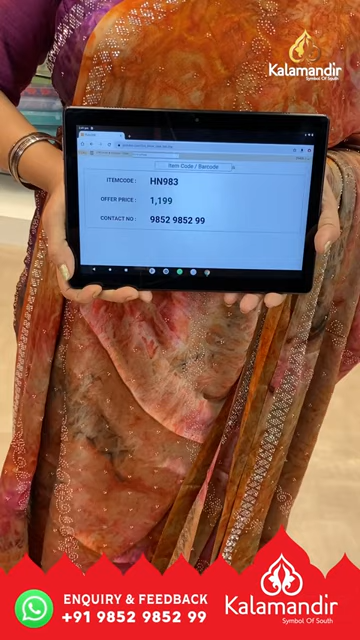 Kalamandir
Symbol of South
Item Code / Barcode
ITEMCODE : HN983
OFFER PRICE : 1,199
CONTACT NO : 9852 9852 99
ENQUIRY & FEEDBACK
+91 9852 9852 99
Kalamandir
Symbol Of South